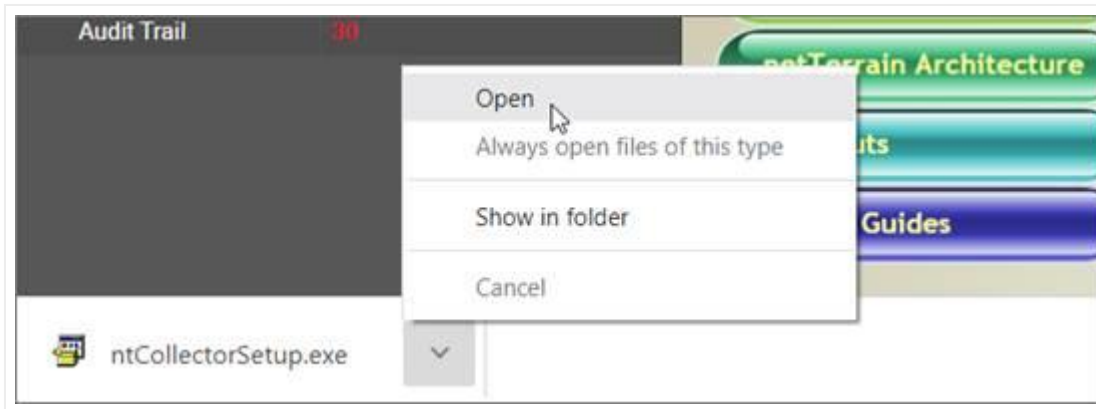 Audit Trail 30
netTerrain Architecture
Open
Always open files of this type
Show in folder
Guides
Cancel
ntCollectorSetup.exe